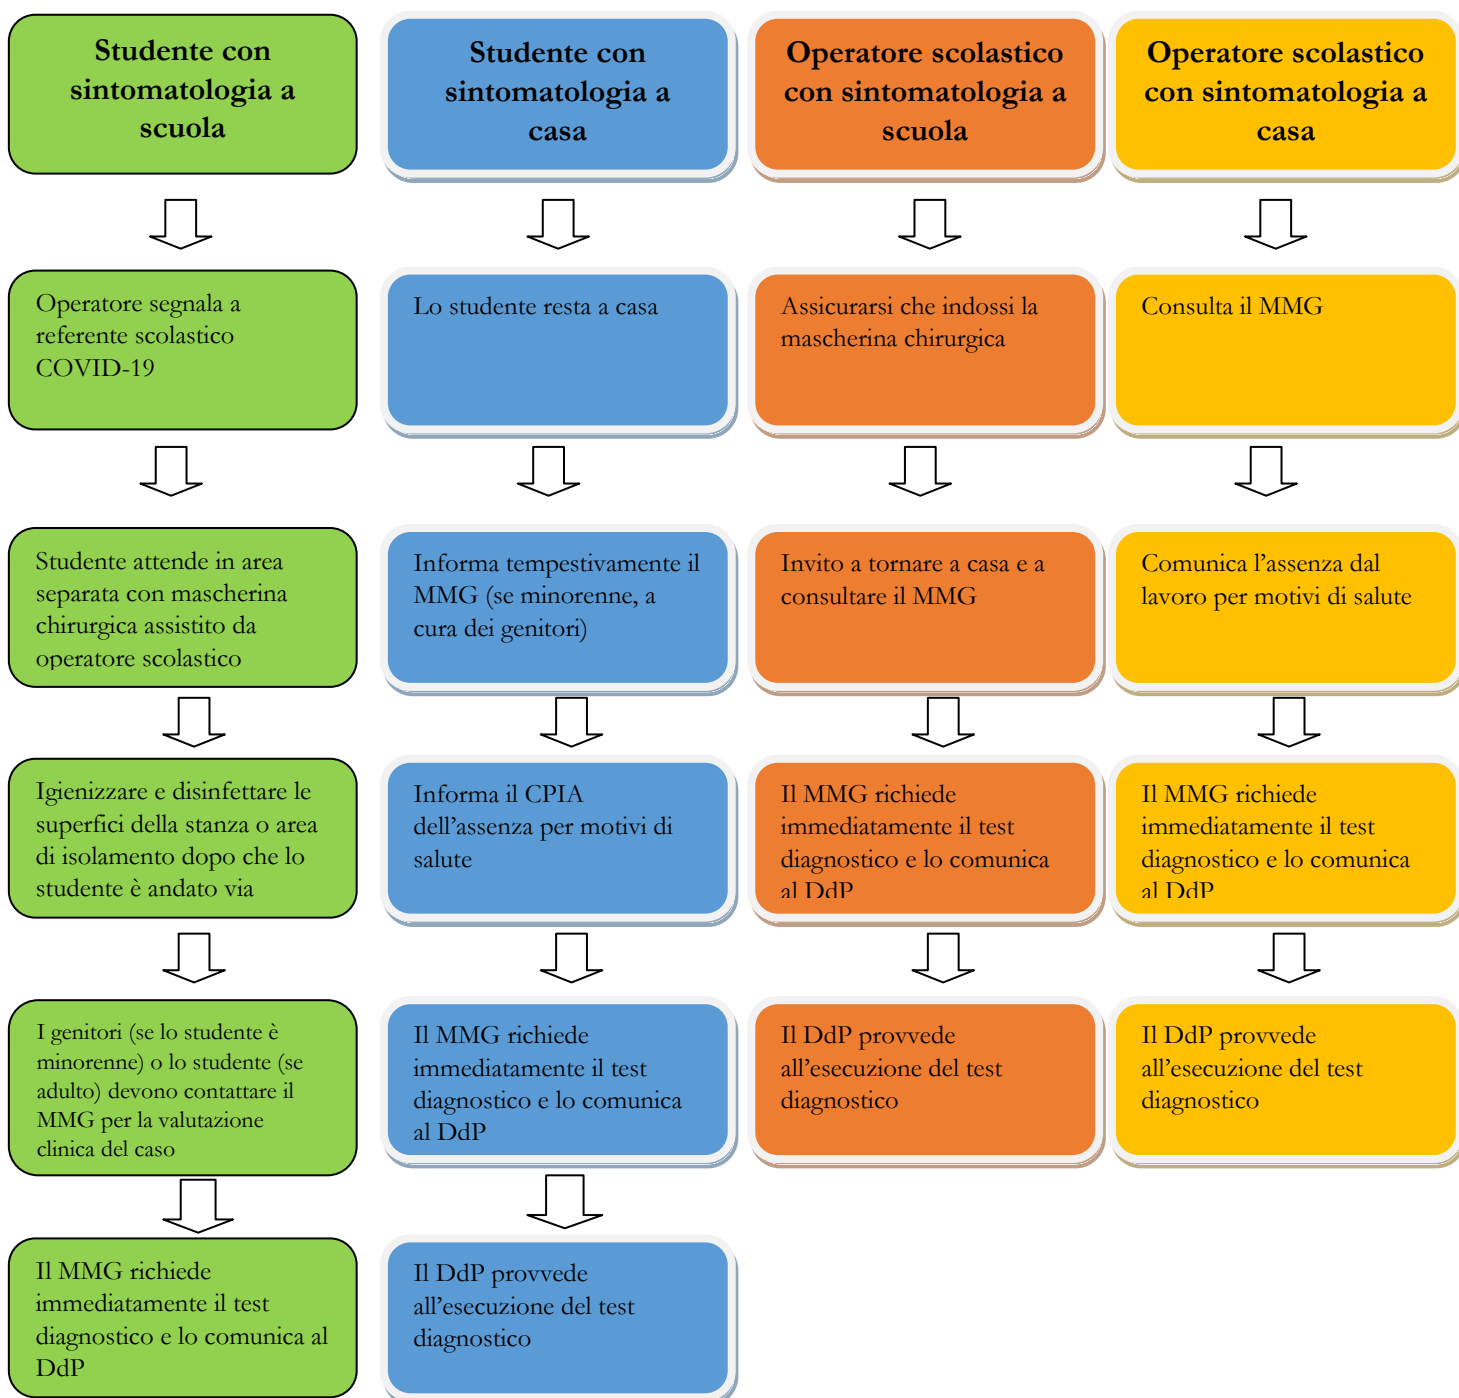 Studente con
sintomatologia a
scuola
Studente con
sintomatologia a
casa
Operatore scolastico
con sintomatologia a
scuola
Operatore scolastico
con sintomatologia a
casa
Operatore segnala a
referente scolastico
COVID-19
Lo studente resta a casa
Assicurarsi che indossi la
mascherina chirurgica
Consulta il MMG
Studente attende in area
separata con mascherina
chirurgica assistito da
operatore scolastico
Informa tempestivamente il
MMG (se minorenne, a
cura dei genitori)
Invito a tornare a casa e a
consultare il MMG
Comunica l’assenza dal
lavoro per motivi di salute
Igienizzare e disinfettare le
superfici della stanza o area
di isolamento dopo che lo
studente è andato via
Informa il CPIA
dell’assenza per motivi di
salute
Il MMG richiede
immediatamente il test
diagnostico e lo comunica
al DdP
Il MMG richiede
immediatamente il test
diagnostico e lo comunica
al DdP
I genitori (se lo studente è
minorenne) o lo studente (se
adulto) devono contattare il
MMG per la valutazione
clinica del caso
Il MMG richiede
immediatamente il test
diagnostico e lo comunica
al DdP
Il DdP provvede
all’esecuzione del test
diagnostico
Il DdP provvede
all’esecuzione del test
diagnostico
Il MMG richiede
immediatamente il test
diagnostico e lo comunica al
DdP
Il DdP provvede
all’esecuzione del test
diagnostico